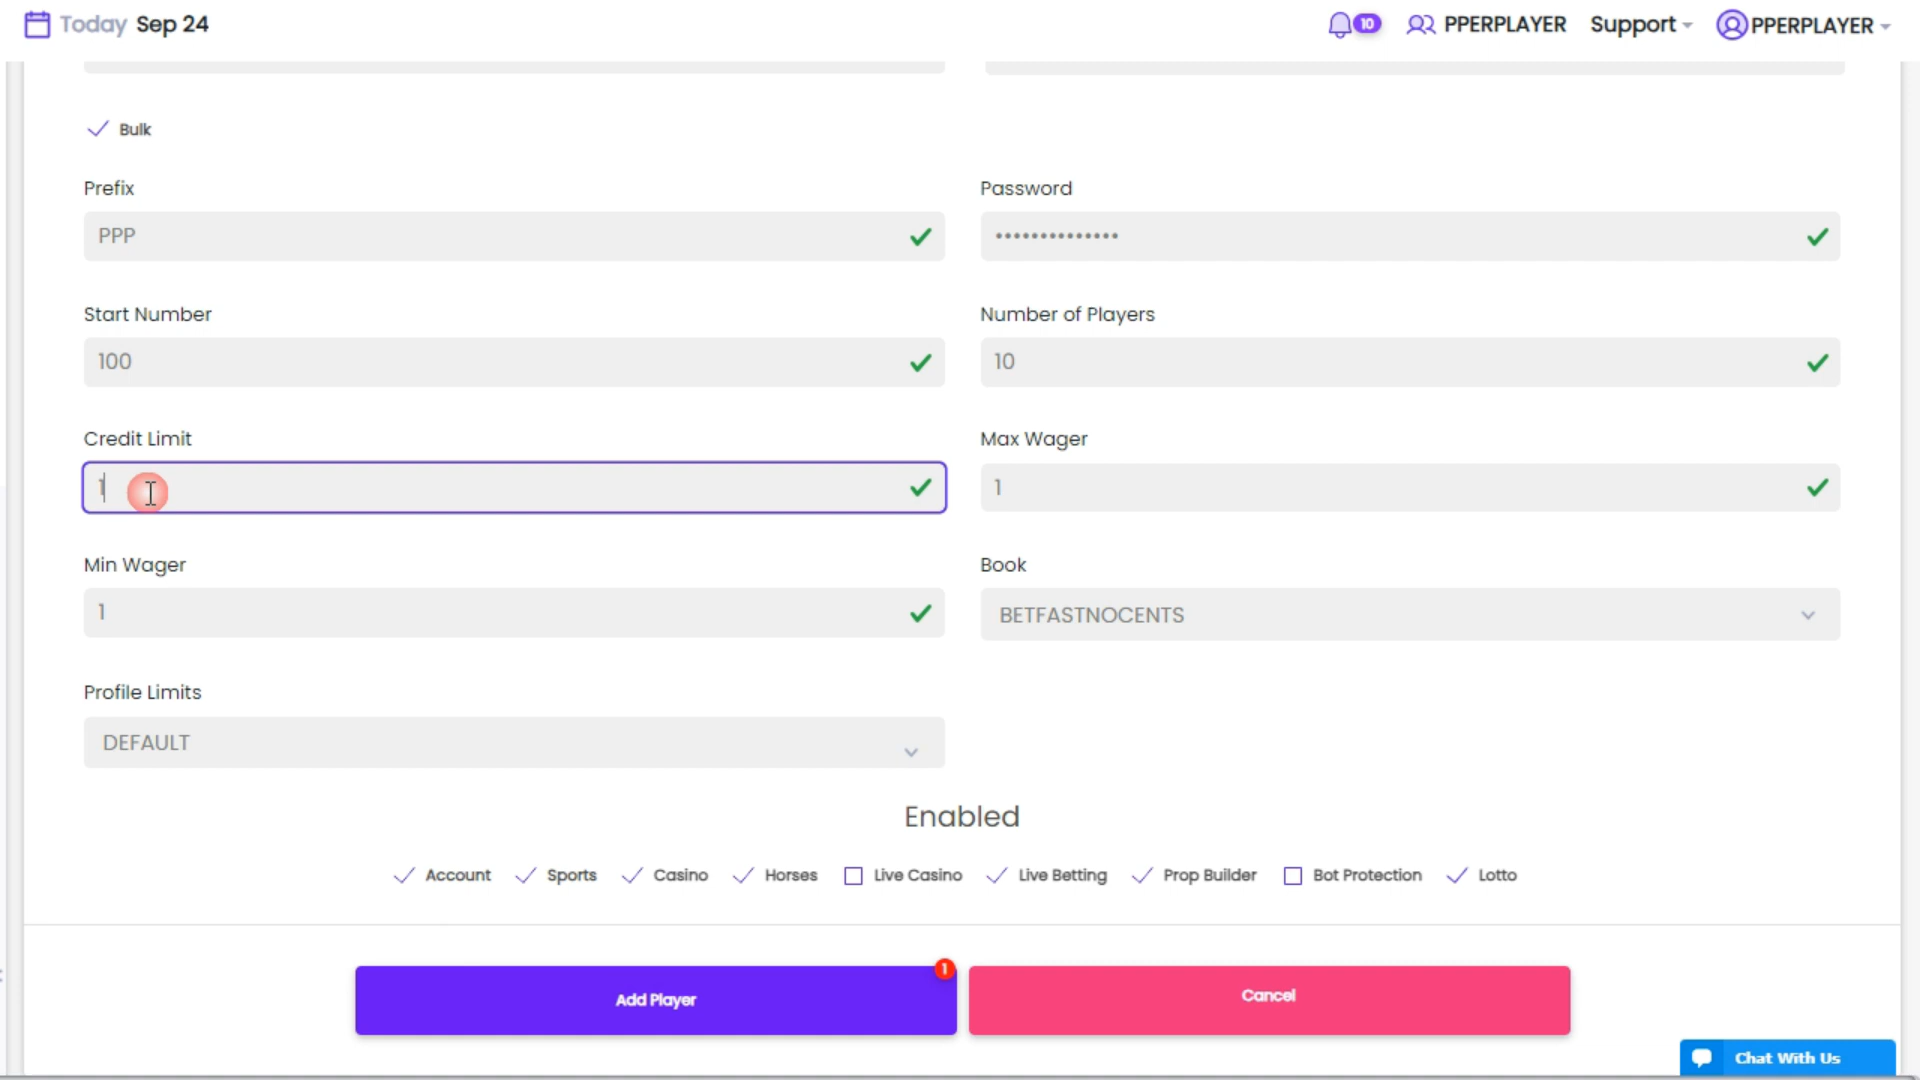 Today Sep 24
10
PPERPLAYER
Support
PPERPLAYER
Bulk
Prefix
Password
PPP
••••••••••••••
Start Number
Number of Players
100
10
Credit Limit
Max Wager
1
1
Min Wager
Book
1
BETFASTNOCENTS
Profile Limits
DEFAULT
Enabled
Account Sports Casino Horses Live Casino Live Betting Prop Builder Bot Protection Lotto
1
Add Player
Cancel
Chat With Us